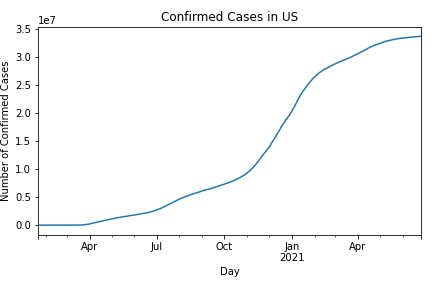 Confirmed Cases in US
1e7
3.5
3.0
2.5
2.0
1.5
1.0
0.5
0.0
Number of Confirmed Cases
Apr Jul Oct Jan Apr
2021
Day